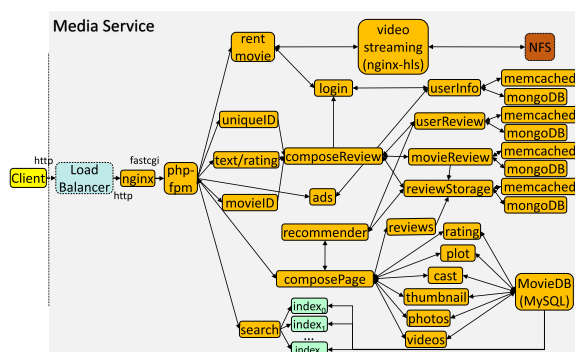 Media Service
rent
movie
video
streaming
(nginx-hls)
NFS
login
userInfo
memcached
mongoDB
uniqueID
userReview
memcached
mongoDB
http
fastcgi
text/rating
composeReview
movieReview
memcached
mongoDB
Client
Load
Balancer
nginx
php-
fpm
http
movieID
ads
reviewStorage
memcached
mongoDB
recommender
reviews
rating
plot
composePage
cast
MovieDB
(MySQL)
thumbnail
index0
photos
search
index1
videos
...
index